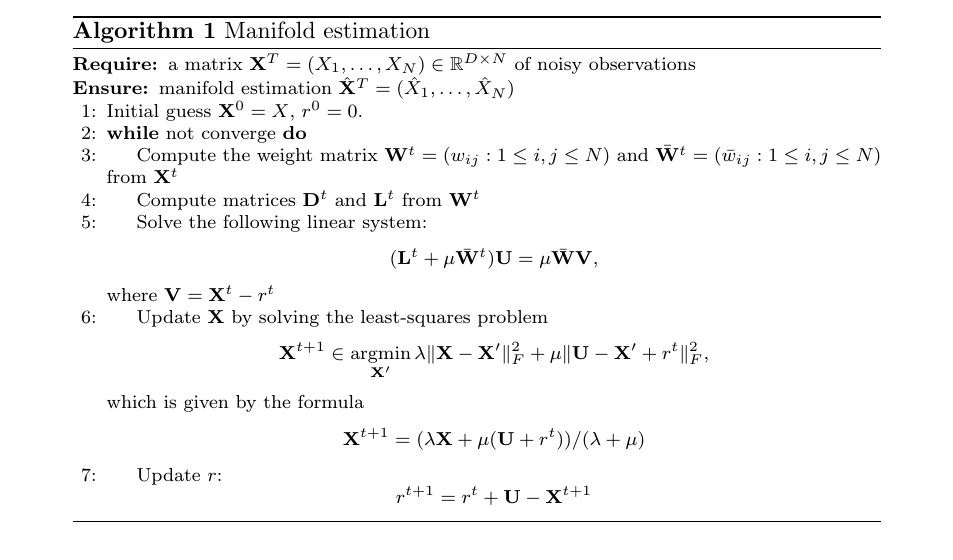 Algorithm 1 Manifold estimation
Require: a matrix 𝐗^T = (X_1, . . . , X_N) ∈ ℝ^{D×N} of noisy observations
Ensure: manifold estimation 𝐗̂^T = (X̂_1, . . . , X̂_N)
1: Initial guess 𝐗^0 = X, r^0 = 0.
2: while not converge do
3: Compute the weight matrix 𝐖^t = (w_{ij} : 1 ≤ i, j ≤ N) and 𝐖̄^t = (w̄_{ij} : 1 ≤ i, j ≤ N)
from 𝐗^t
4: Compute matrices 𝐃^t and 𝐋^t from 𝐖^t
5: Solve the following linear system:
(𝐋^t + μ𝐖̄^t)𝐔 = μ𝐖̄𝐕,
where 𝐕 = 𝐗^t − r^t
6: Update 𝐗 by solving the least-squares problem
𝐗^{t+1} ∈ argmin_{𝐗′} λ‖𝐗 − 𝐗′‖_F^2 + μ‖𝐔 − 𝐗′ + r^t‖_F^2,
which is given by the formula
𝐗^{t+1} = (λ𝐗 + μ(𝐔 + r^t))/(λ + μ)
7: Update r:
r^{t+1} = r^t + 𝐔 − 𝐗^{t+1}